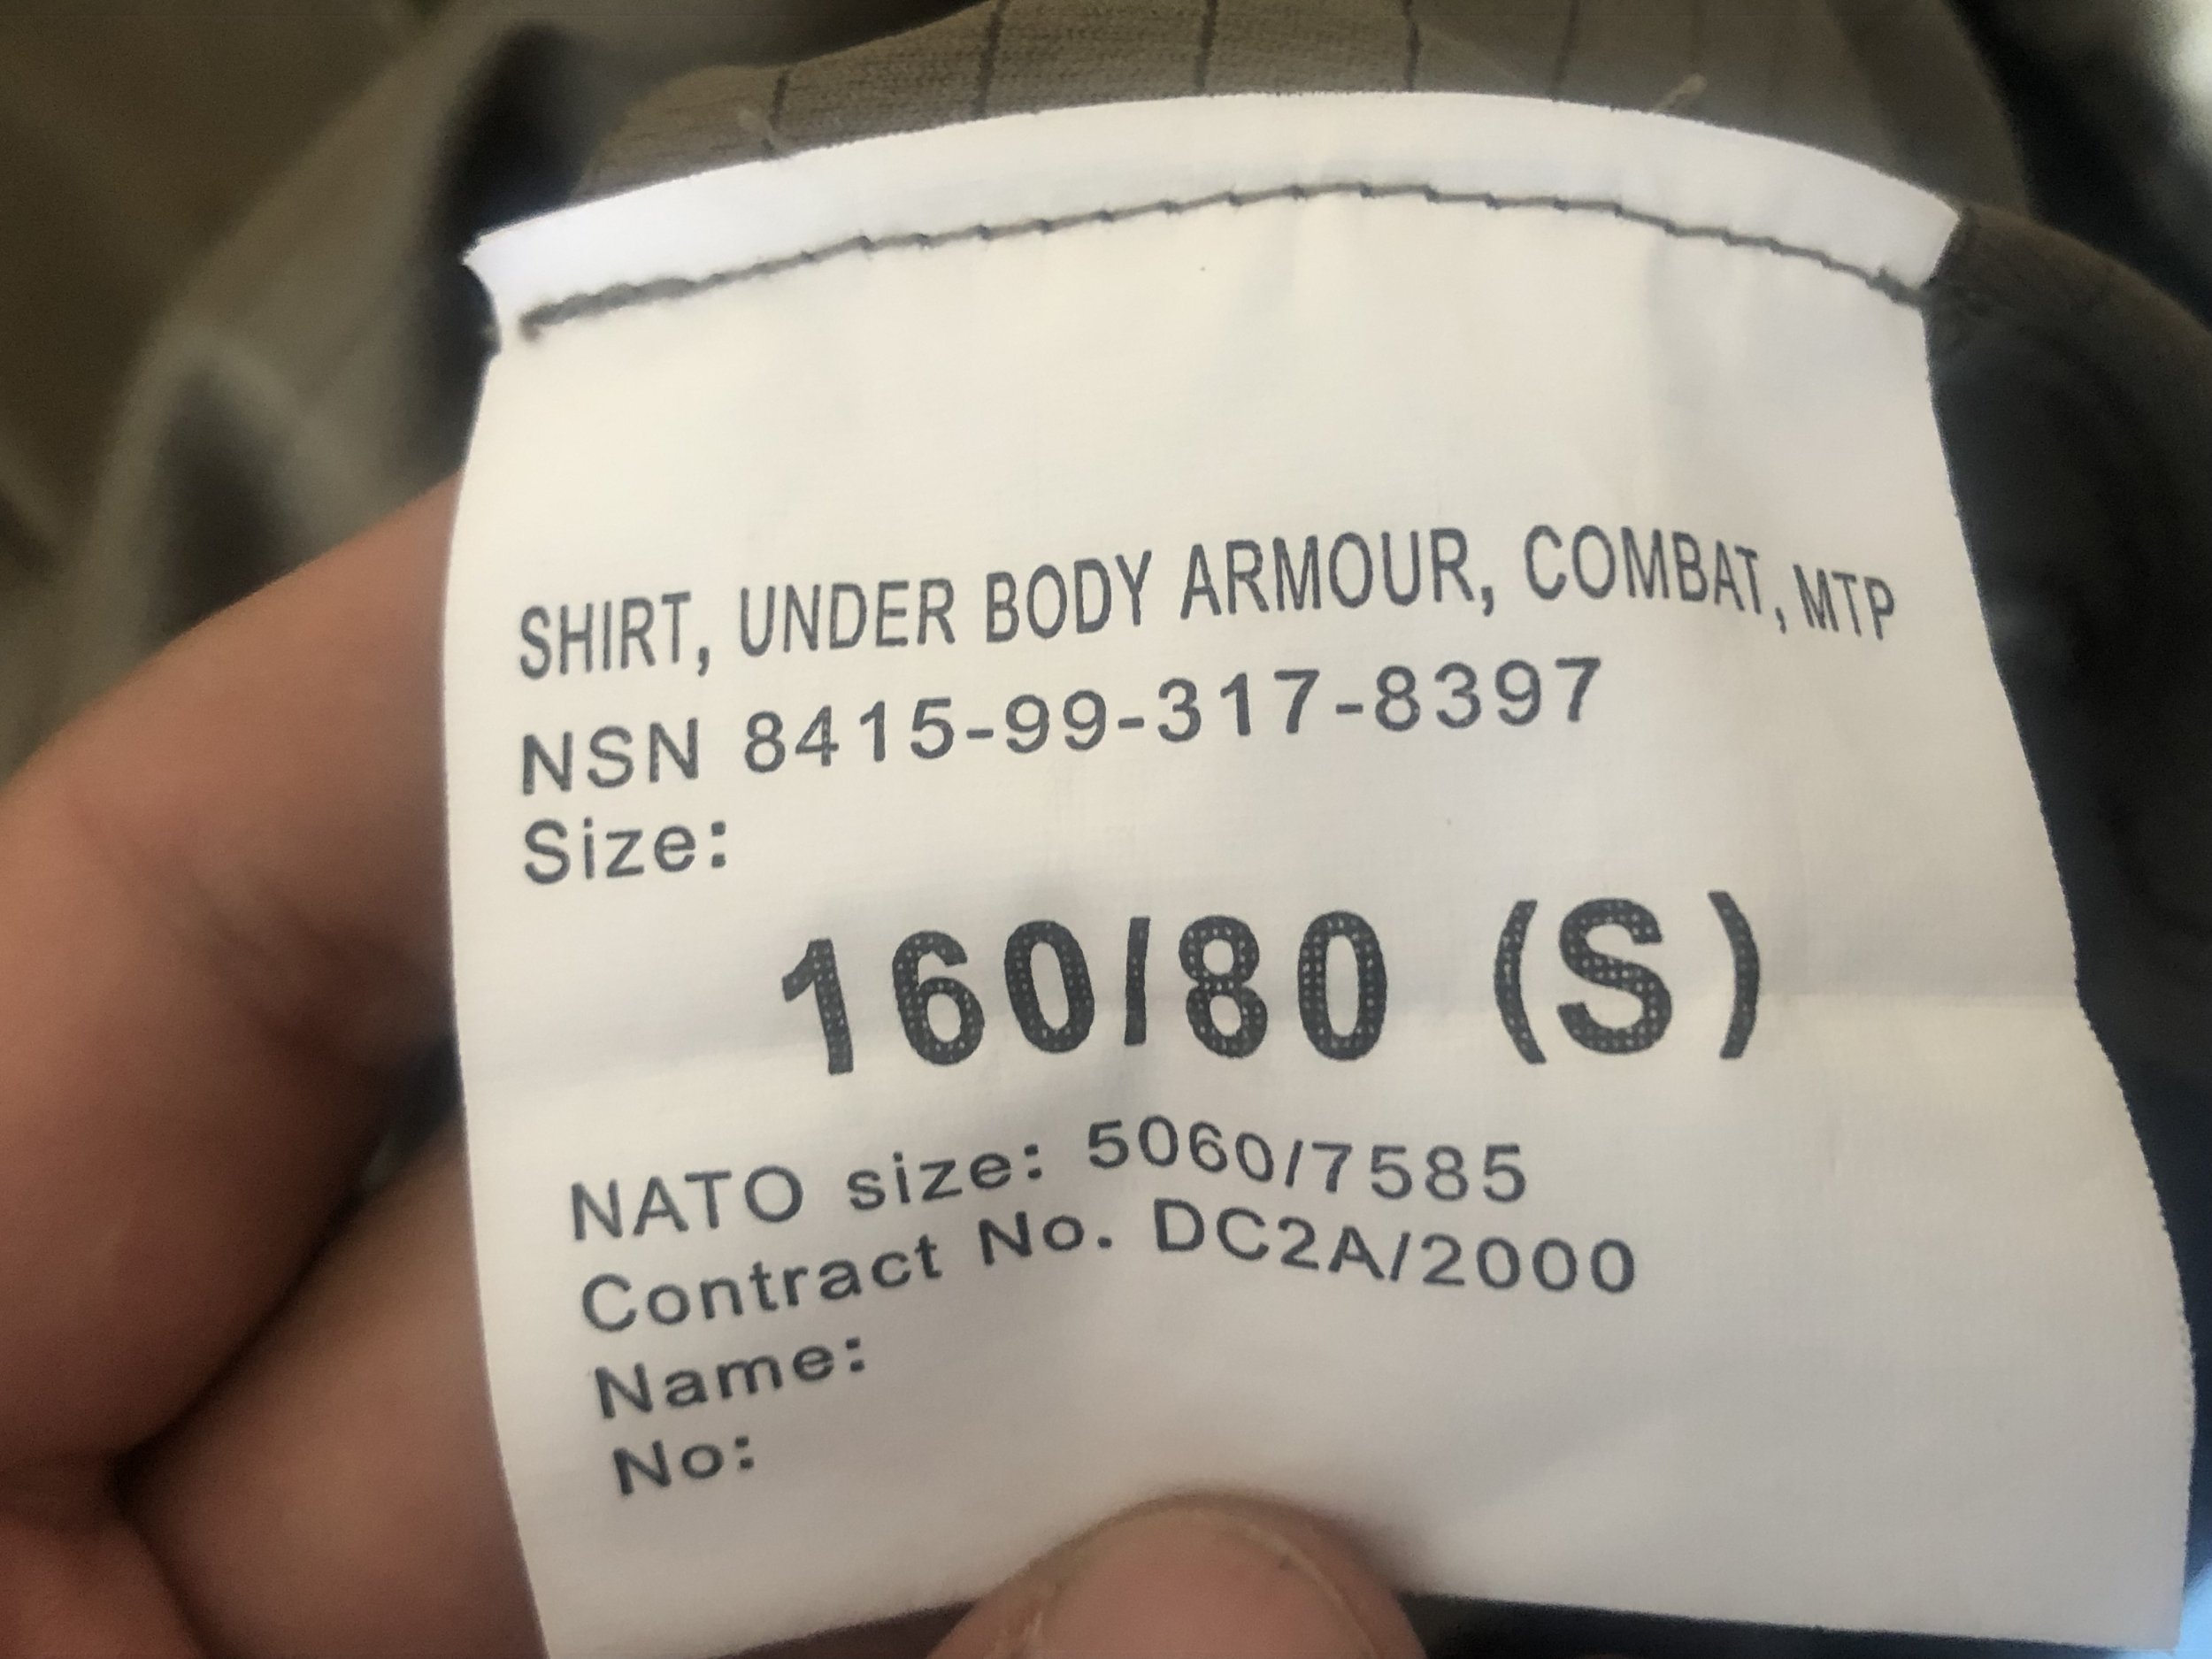 SHIRT, UNDER BODY ARMOUR, COMBAT, MTP
NSN 8415-99-317-8397
Size:
160/80 (S)
NATO size: 5060/7585
Contract No. DC2A/2000
Name:
No: